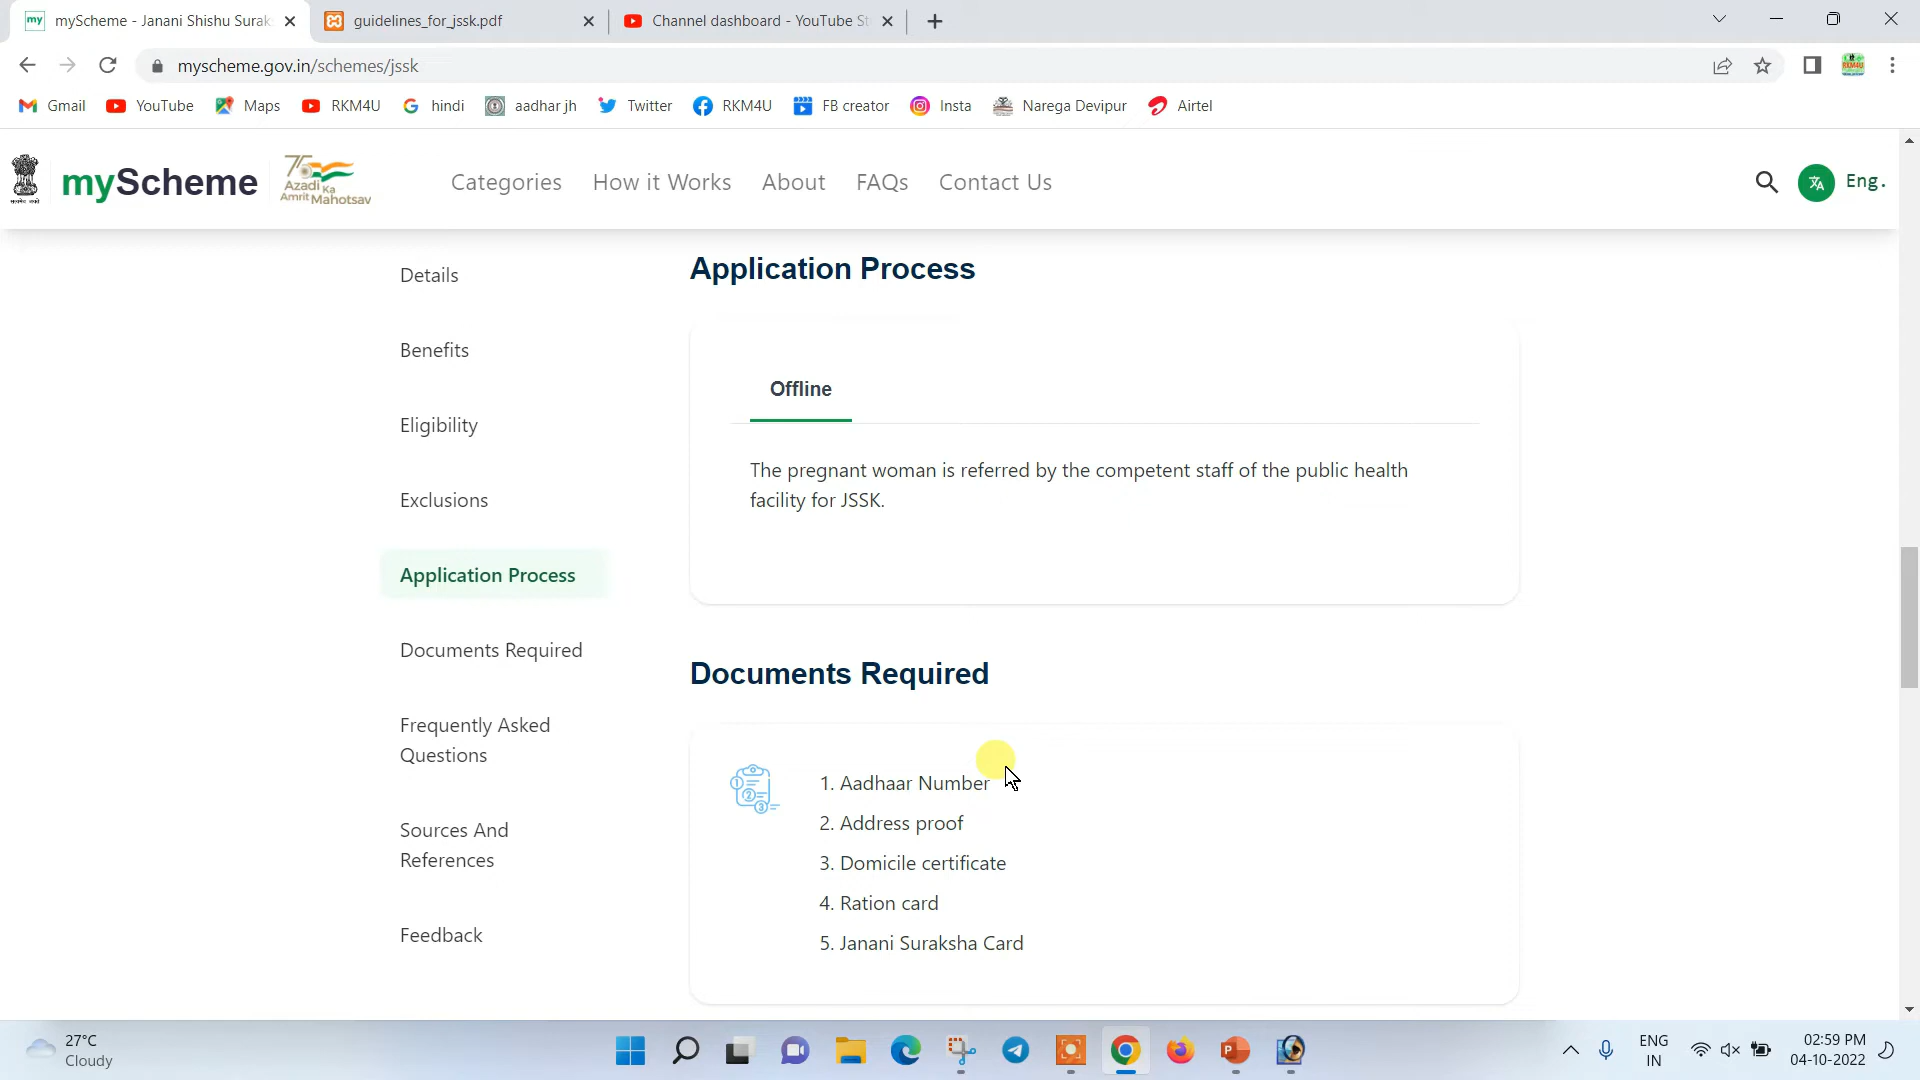 my myScheme - Janani Shishu Surak
guidelines_for_jssk.pdf
Channel dashboard - YouTube St
myscheme.gov.in/schemes/jssk
Gmail YouTube Maps RKM4U hindi aadhar jh Twitter RKM4U FB creator Insta Narega Devipur Airtel
myScheme
Azadi Ka
Amrit Mahotsav
Categories How it Works About FAQs Contact Us
Eng.
Details
Benefits
Eligibility
Exclusions
Application Process
Documents Required
Frequently Asked
Questions
Sources And
References
Feedback
Application Process
Offline
The pregnant woman is referred by the competent staff of the public health
facility for JSSK.
Documents Required
1. Aadhaar Number
2. Address proof
3. Domicile certificate
4. Ration card
5. Janani Suraksha Card
27°C
Cloudy
ENG
IN
02:59 PM
04-10-2022